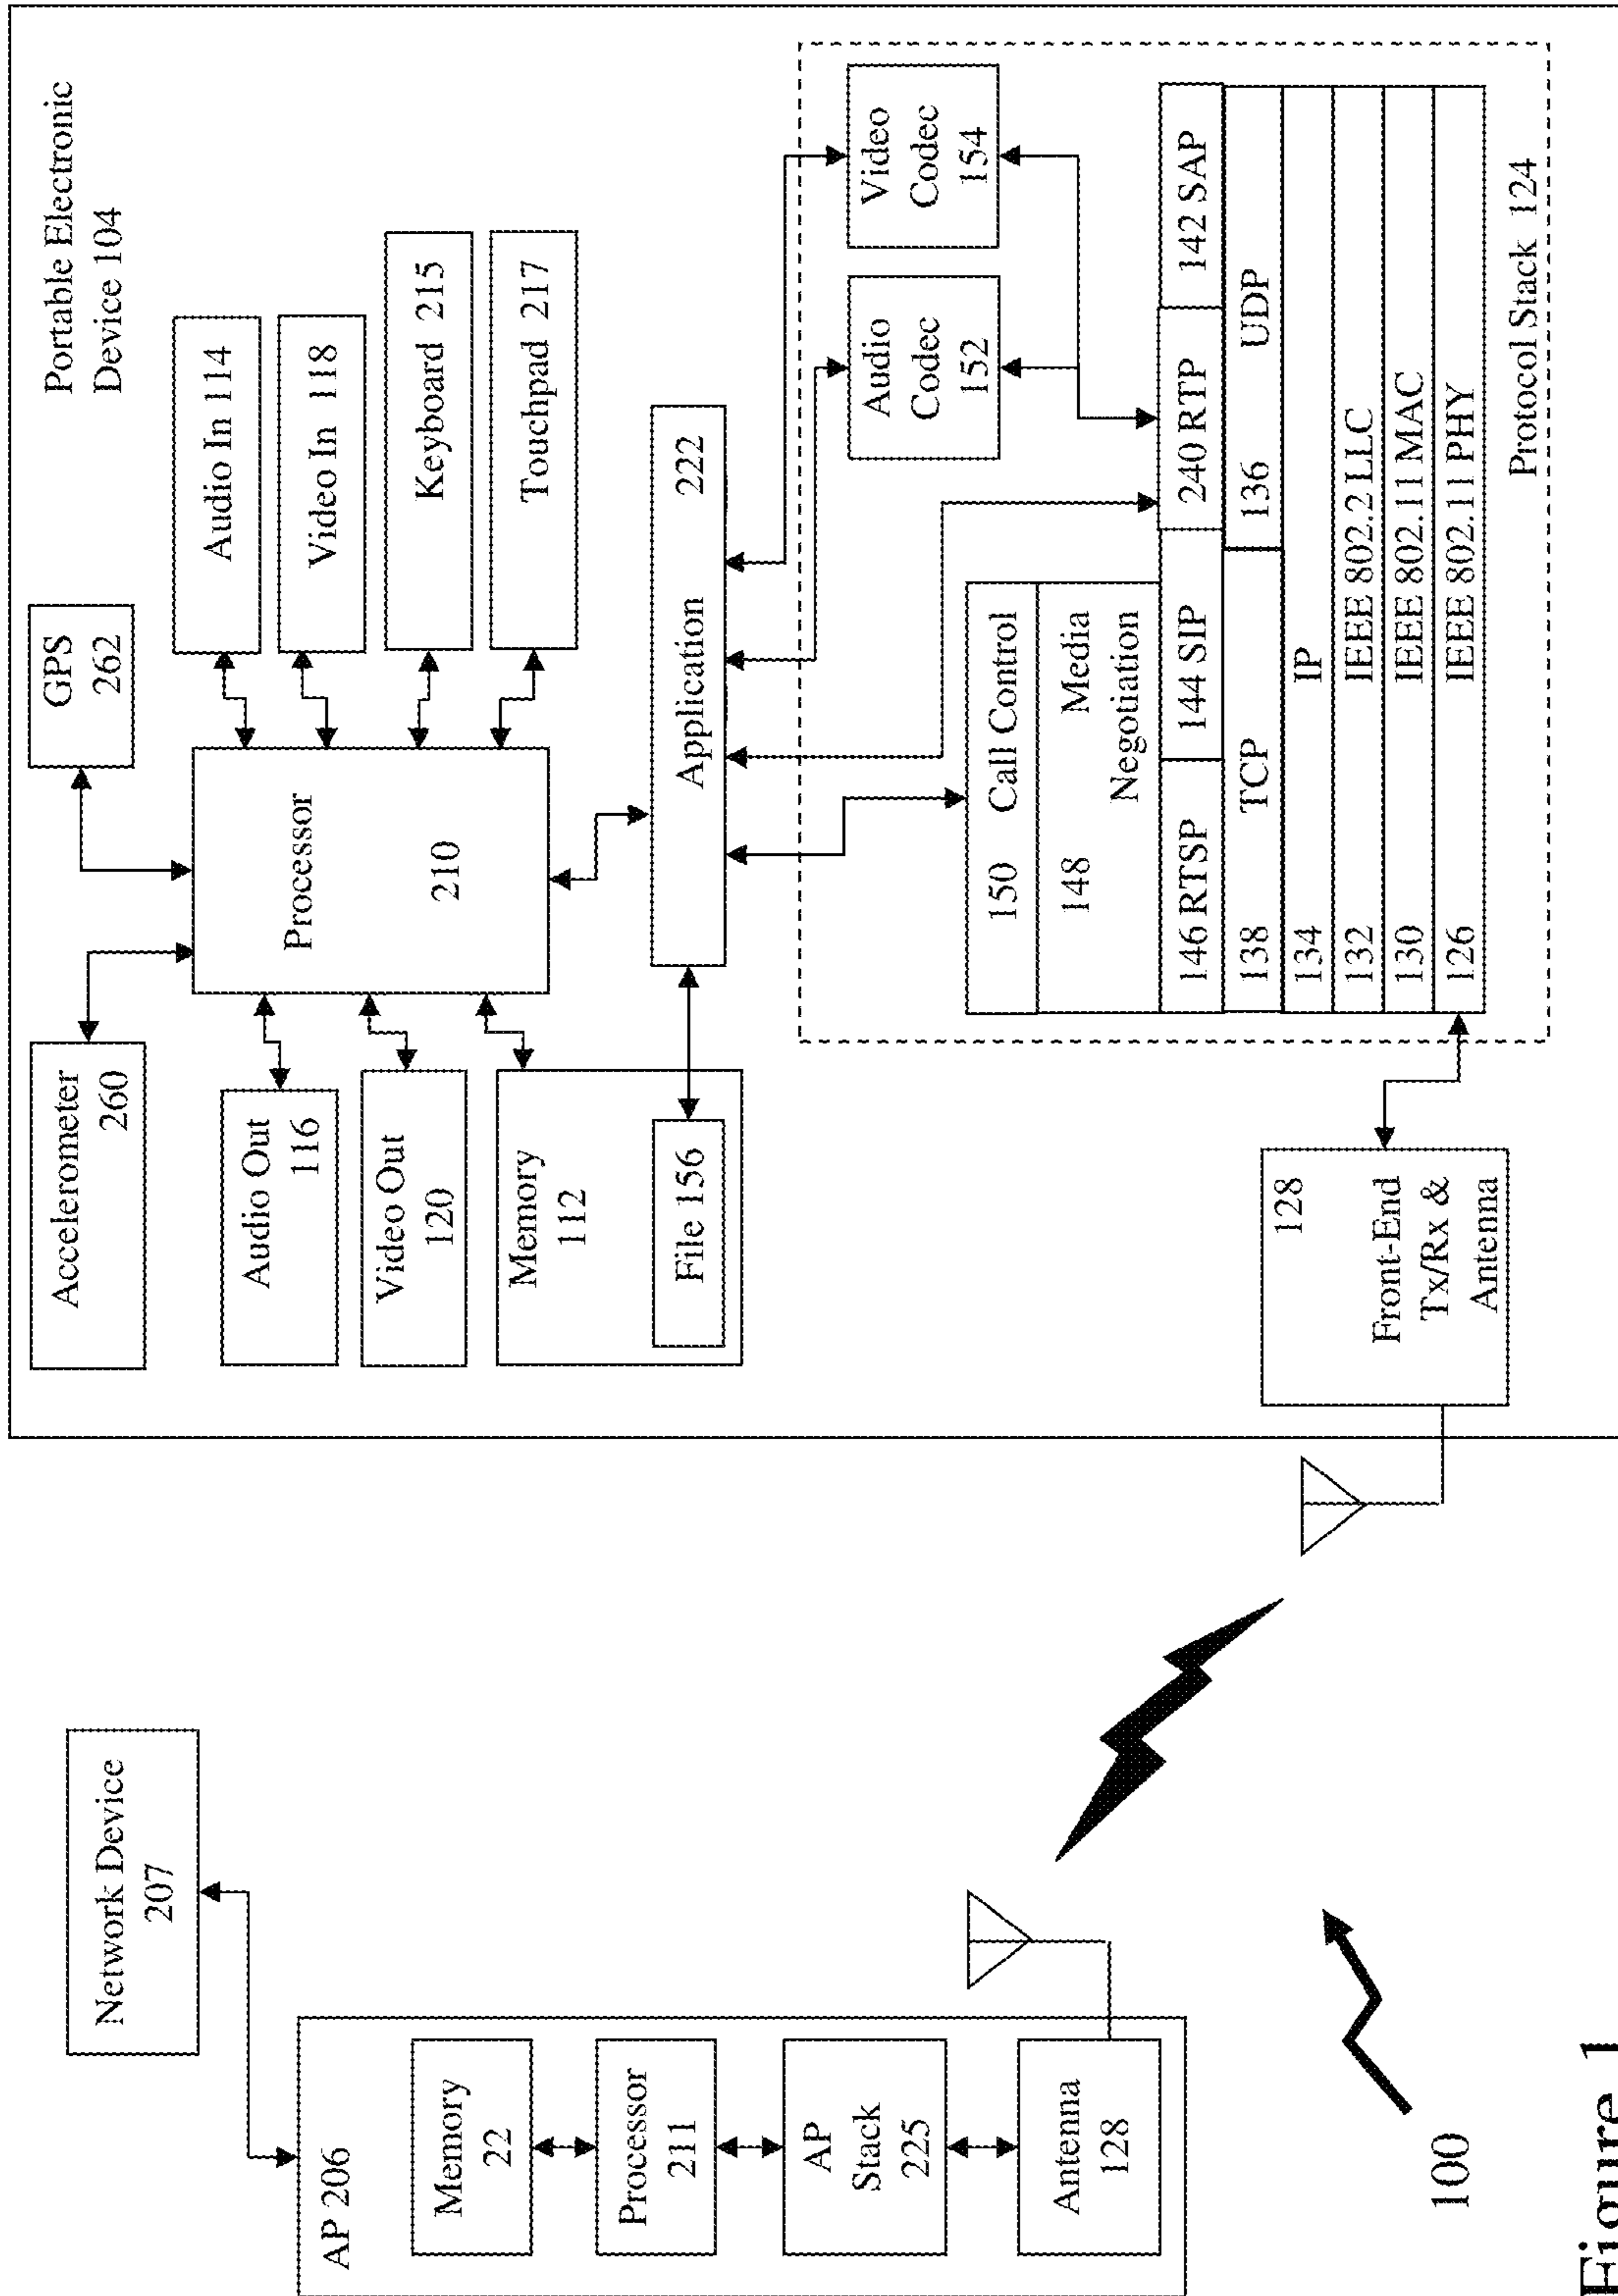 Network Device
207
AP 206
Memory
22
Processor
211
AP
Stack
225
Antenna
128
100
Portable Electronic
Device 104
Accelerometer
260
GPS
262
Audio Out
116
Video Out
120
Memory
112
File 156
Processor
210
Audio In 114
Video In 118
Keyboard 215
Touchpad 217
Application 222
Audio
Codec
152
Video
Codec
154
150 Call Control
148 Media
Negotiation
146 RTSP 144 SIP 240 RTP 142 SAP
138 TCP 136 UDP
134 IP
132 IEEE 802.2 LLC
130 IEEE 802.11 MAC
126 IEEE 802.11 PHY
Protocol Stack 124
128
Front-End
Tx/Rx &
Antenna
Figure 1